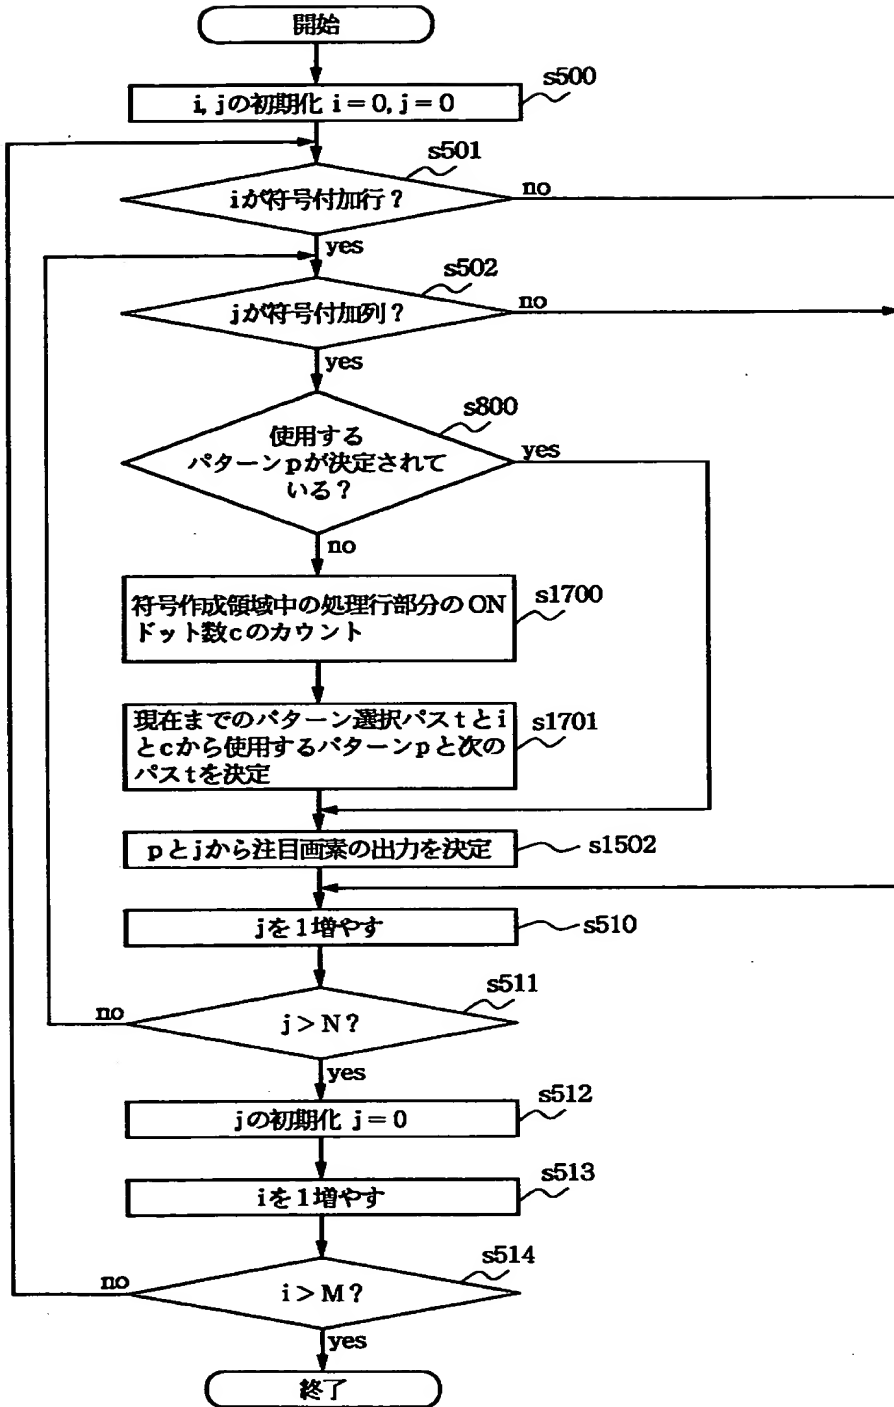 開始
s500
i, jの初期化 i = 0, j = 0
s501
iが符号付加行？
no
yes
s502
jが符号付加列？
no
yes
s800
使用する
パターンpが決定されて
いる？
yes
no
s1700
符号作成領域中の処理行部分のON
ドット数cのカウント
s1701
現在までのパターン選択パスtとi
とcから使用するパターンpと次の
パスtを決定
pとjから注目画素の出力を決定
s1502
jを1増やす
s510
s511
no
j > N？
yes
s512
jの初期化 j = 0
s513
iを1増やす
s514
no
i > M？
yes
終了